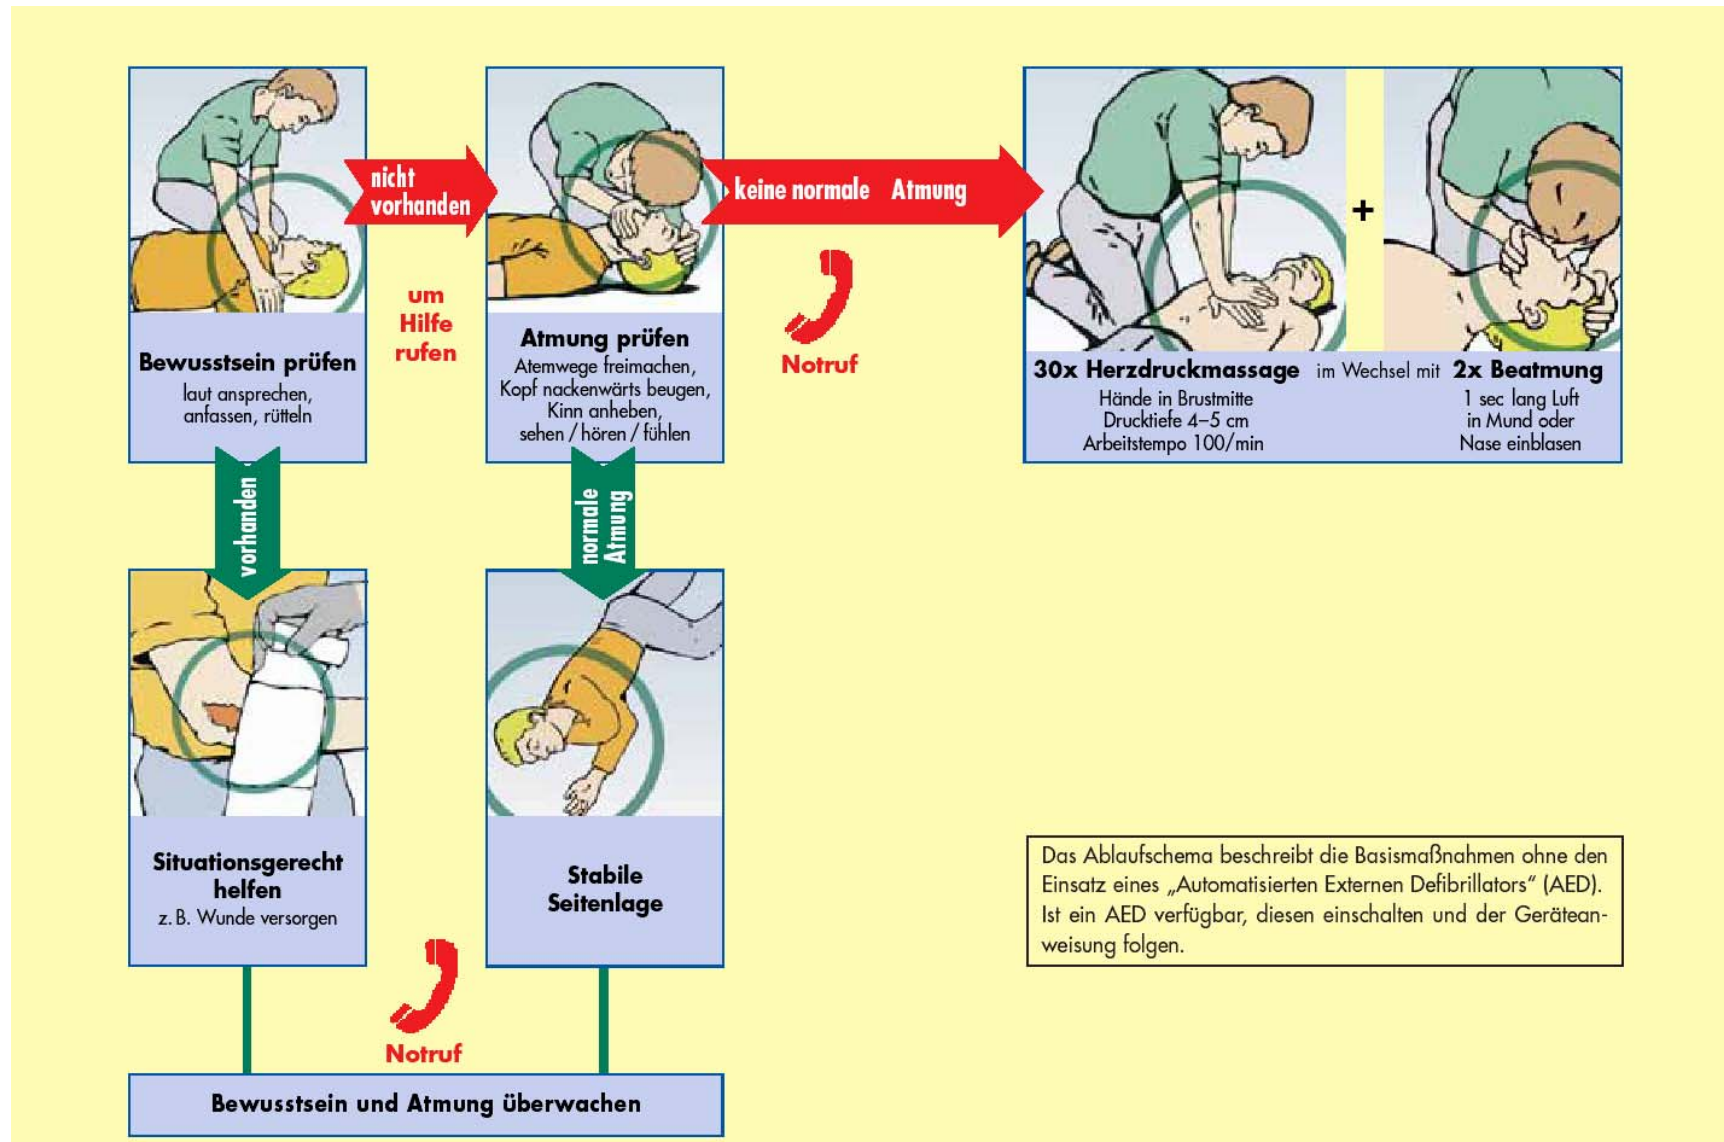 nicht
vorhanden
um
Hilfe
rufen
keine normale Atmung
Notruf
+
Bewusstsein prüfen
laut ansprechen,
anfassen, rütteln
Atmung prüfen
Atemwege freimachen,
Kopf nackenwärts beugen,
Kinn anheben,
sehen / hören / fühlen
30x Herzdruckmassage im Wechsel mit 2x Beatmung
Hände in Brustmitte
Drucktiefe 4–5 cm
Arbeitstempo 100/min
1 sec lang Luft
in Mund oder
Nase einblasen
vorhanden
normale
Atmung
Situationsgerecht
helfen
z. B. Wunde versorgen
Stabile
Seitenlage
Das Ablaufschema beschreibt die Basismaßnahmen ohne den
Einsatz eines „Automatisierten Externen Defibrillators“ (AED).
Ist ein AED verfügbar, diesen einschalten und der Gerätean-
weisung folgen.
Notruf
Bewusstsein und Atmung überwachen